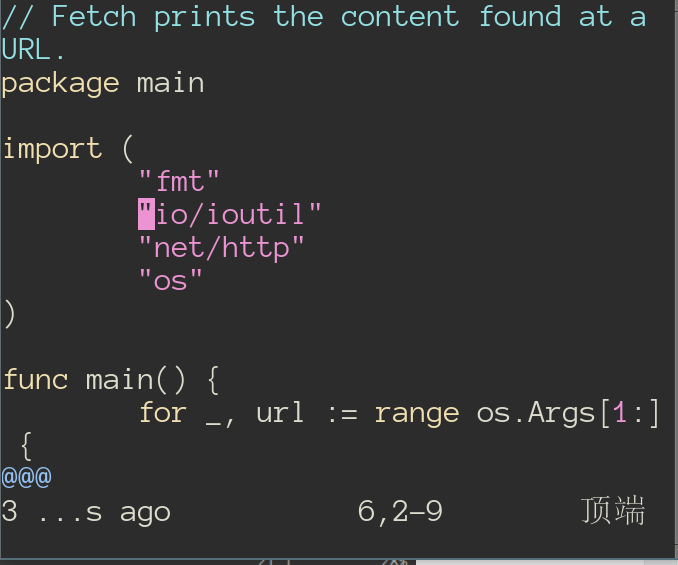 // Fetch prints the content found at a
URL.
package main
import (
"fmt"
"io/ioutil"
"net/http"
"os"
)
func main() {
for _, url := range os.Args[1:]
{
@@@
3 ...s ago 6,2-9 顶端